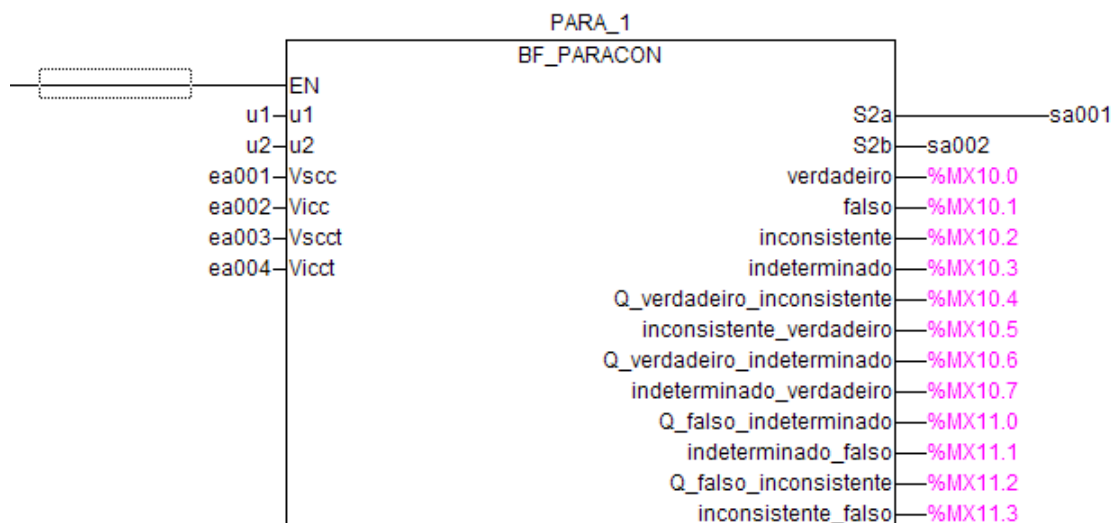 PARA_1
BF_PARACON
EN
u1 u1 S2a sa001
u2 u2 S2b sa002
ea001 Vscc verdadeiro %MX10.0
ea002 Vicc falso %MX10.1
ea003 Vscct inconsistente %MX10.2
ea004 Vicct indeterminado %MX10.3
Q_verdadeiro_inconsistente %MX10.4
inconsistente_verdadeiro %MX10.5
Q_verdadeiro_indeterminado %MX10.6
indeterminado_verdadeiro %MX10.7
Q_falso_indeterminado %MX11.0
indeterminado_falso %MX11.1
Q_falso_inconsistente %MX11.2
inconsistente_falso %MX11.3